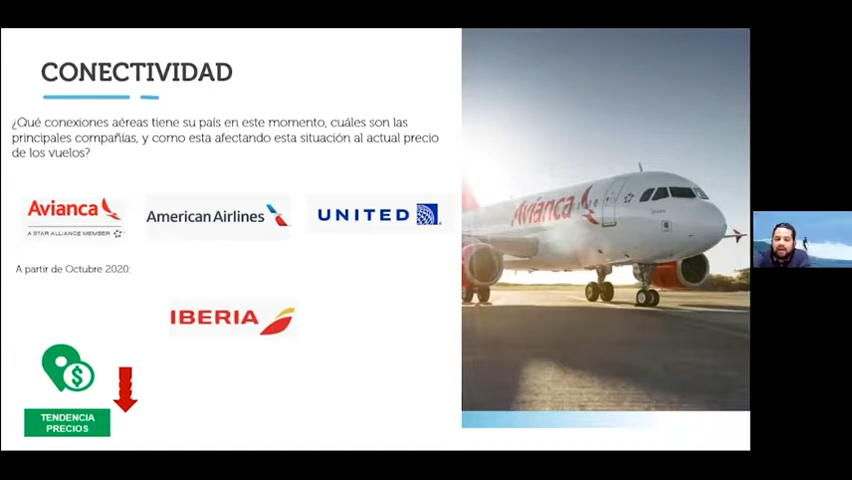 CONECTIVIDAD
¿Qué conexiones aéreas tiene su país en este momento, cuáles son las
principales compañías, y como esta afectando esta situación al actual precio
de los vuelos?
Avianca
A STAR ALLIANCE MEMBER
American Airlines
UNITED
A partir de Octubre 2020:
IBERIA
$
TENDENCIA
PRECIOS
Avianca